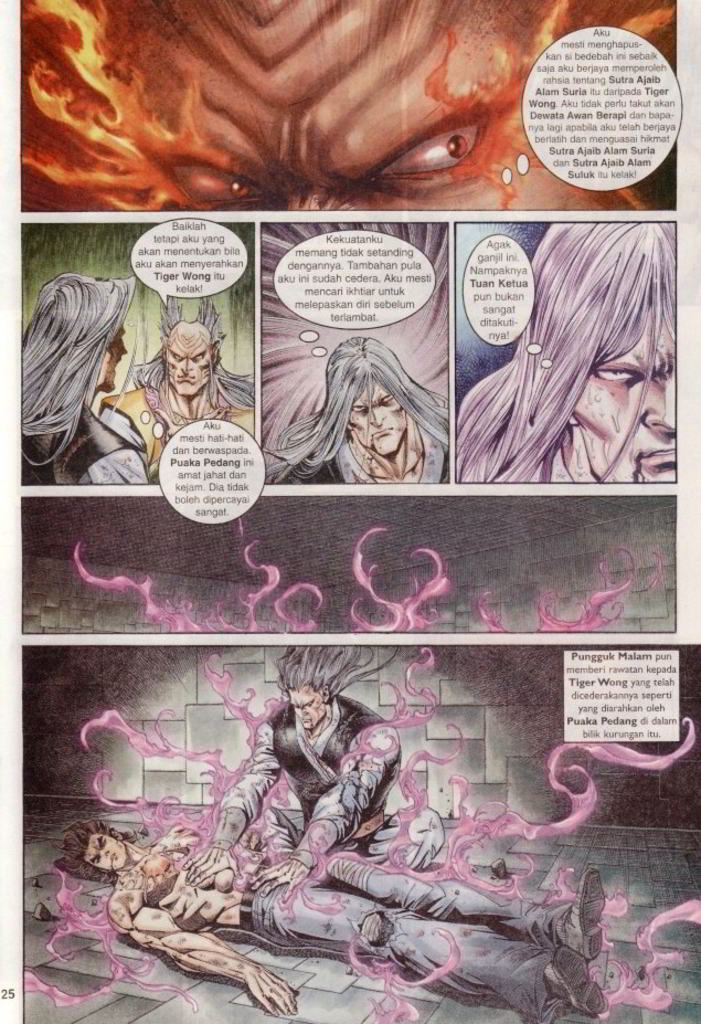 Aku
mesti menghapus-
kan si bedebah ini sebaik
saja aku berjaya memperoleh
rahsia tentang Sutra Ajaib
Alam Suria itu daripada Tiger
Wong. Aku tidak perlu takut akan
Dewata Awan Berapi dan bapa-
nya lagi apabila aku telah berjaya
berlatih dan menguasai hikmat
Sutra Ajaib Alam Suria
dan Sutra Ajaib Alam
Suluk itu kelak!
Baiklah
tetapi aku yang
akan menentukan bila
aku akan menyerahkan
Tiger Wong itu
kelak!
Aku
mesti hati-hati
dan berwaspada.
Puaka Pedang ini
amat jahat dan
kejam. Dia tidak
boleh dipercayai
sangat.
Kekuatanku
memang tidak setanding
dengannya. Tambahan pula
aku ini sudah cedera. Aku mesti
mencari ikhtiar untuk
melepaskan diri sebelum
terlambat.
Agak
ganjil ini.
Nampaknya
Tuan Ketua
pun bukan
sangat
ditakuti-
nya!
Pungguk Malam pun
memberi rawatan kepada
Tiger Wong yang telah
dicederakannya seperti
yang diarahkan oleh
Puaka Pedang di dalam
bilik kurungan itu.
25